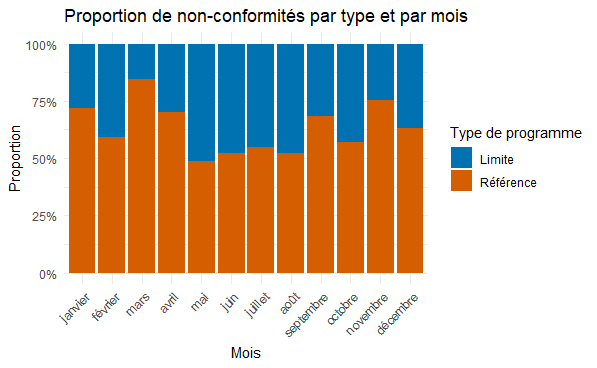 Proportion de non-conformités par type et par mois
100%
75%
50%
25%
0%
Proportion
janvier
février
mars
avril
mai
juin
juillet
août
septembre
octobre
novembre
décembre
Mois
Type de programme
Limite
Référence